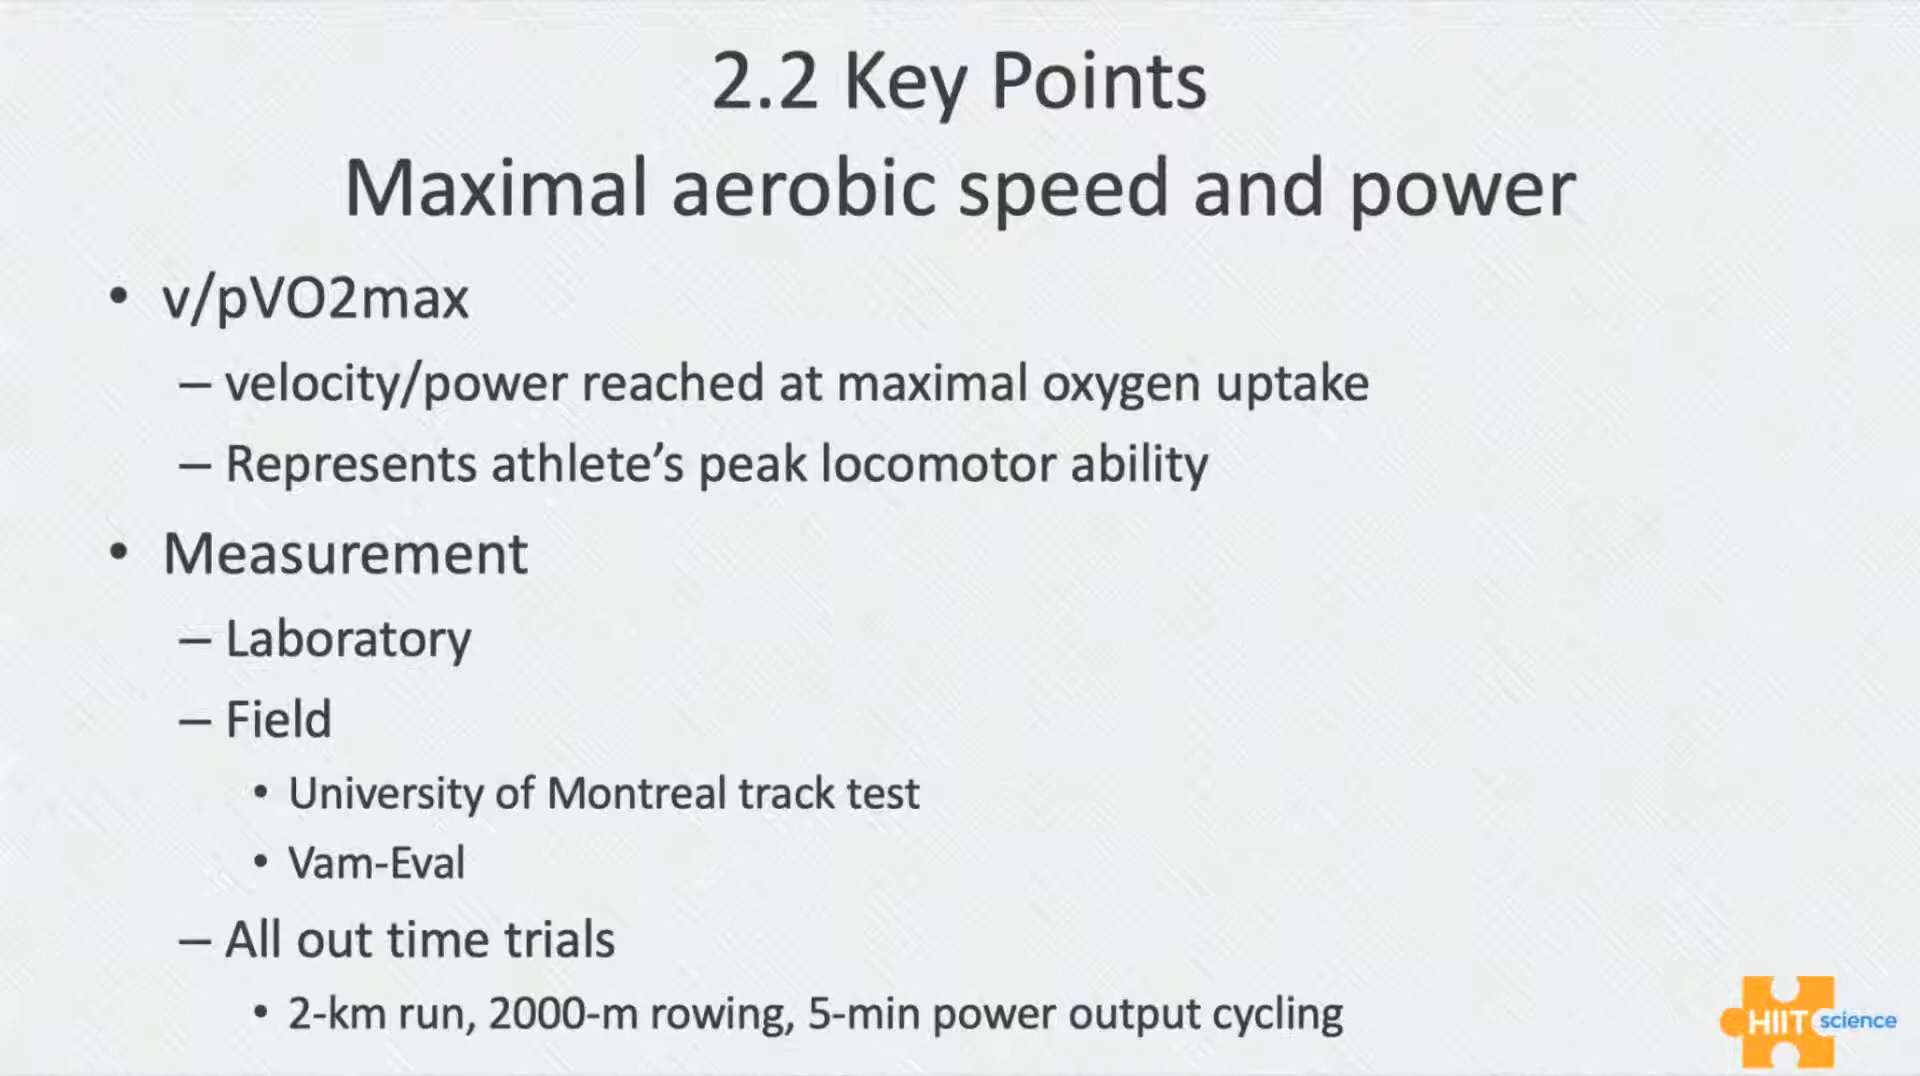 2.2 Key Points
Maximal aerobic speed and power
• v/pVO2max
– velocity/power reached at maximal oxygen uptake
– Represents athlete’s peak locomotor ability
• Measurement
– Laboratory
– Field
• University of Montreal track test
• Vam-Eval
– All out time trials
• 2-km run, 2000-m rowing, 5-min power output cycling
HIIT science